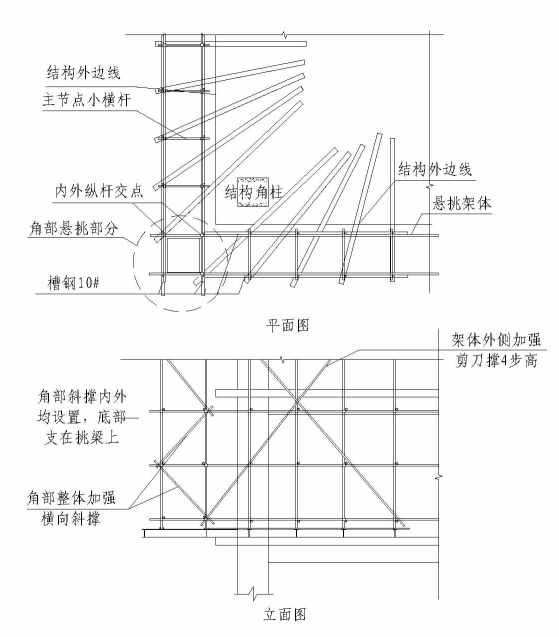 结构外边线
主节点小横杆
内外纵杆交点
结构角柱
结构外边线
角部悬挑部分
悬挑架体
槽钢10#
平面图
架体外侧加强
剪刀撑4步高
角部斜撑内外
均设置，底部
支在挑梁上
角部整体加强
横向斜撑
立面图